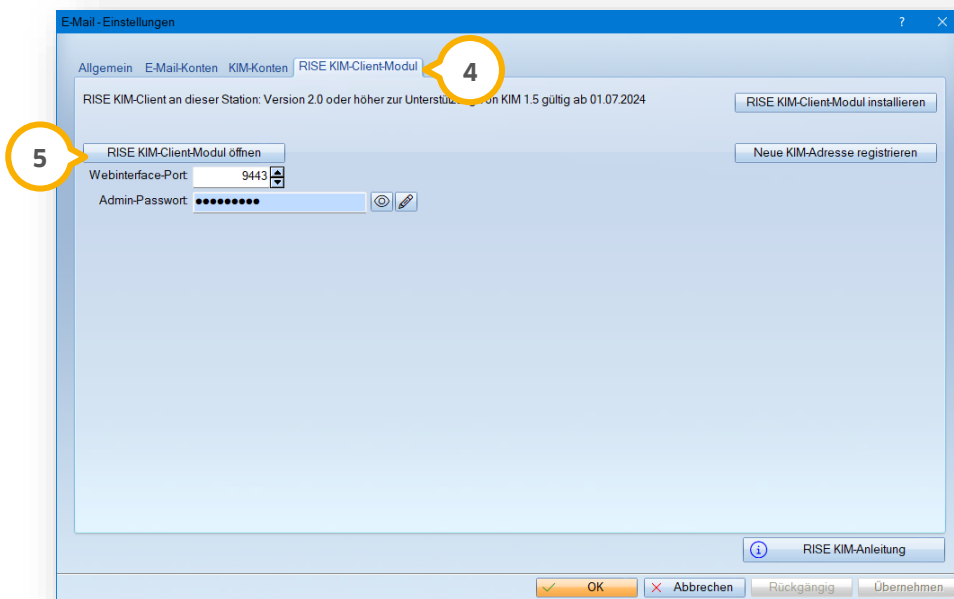 E-Mail - Einstellungen ?
Allgemein E-Mail-Konten KIM-Konten RISE KIM-Client-Modul 4
RISE KIM-Client an dieser Station: Version 2.0 oder höher zur Unterstützung von KIM 1.5 gültig ab 01.07.2024
RISE KIM-Client-Modul installieren
5 RISE KIM-Client-Modul öffnen Neue KIM-Adresse registrieren
Webinterface-Port: 9443
Admin-Passwort: ●●●●●●●●●
RISE KIM-Anleitung
OK Abbrechen Rückgängig Übernehmen